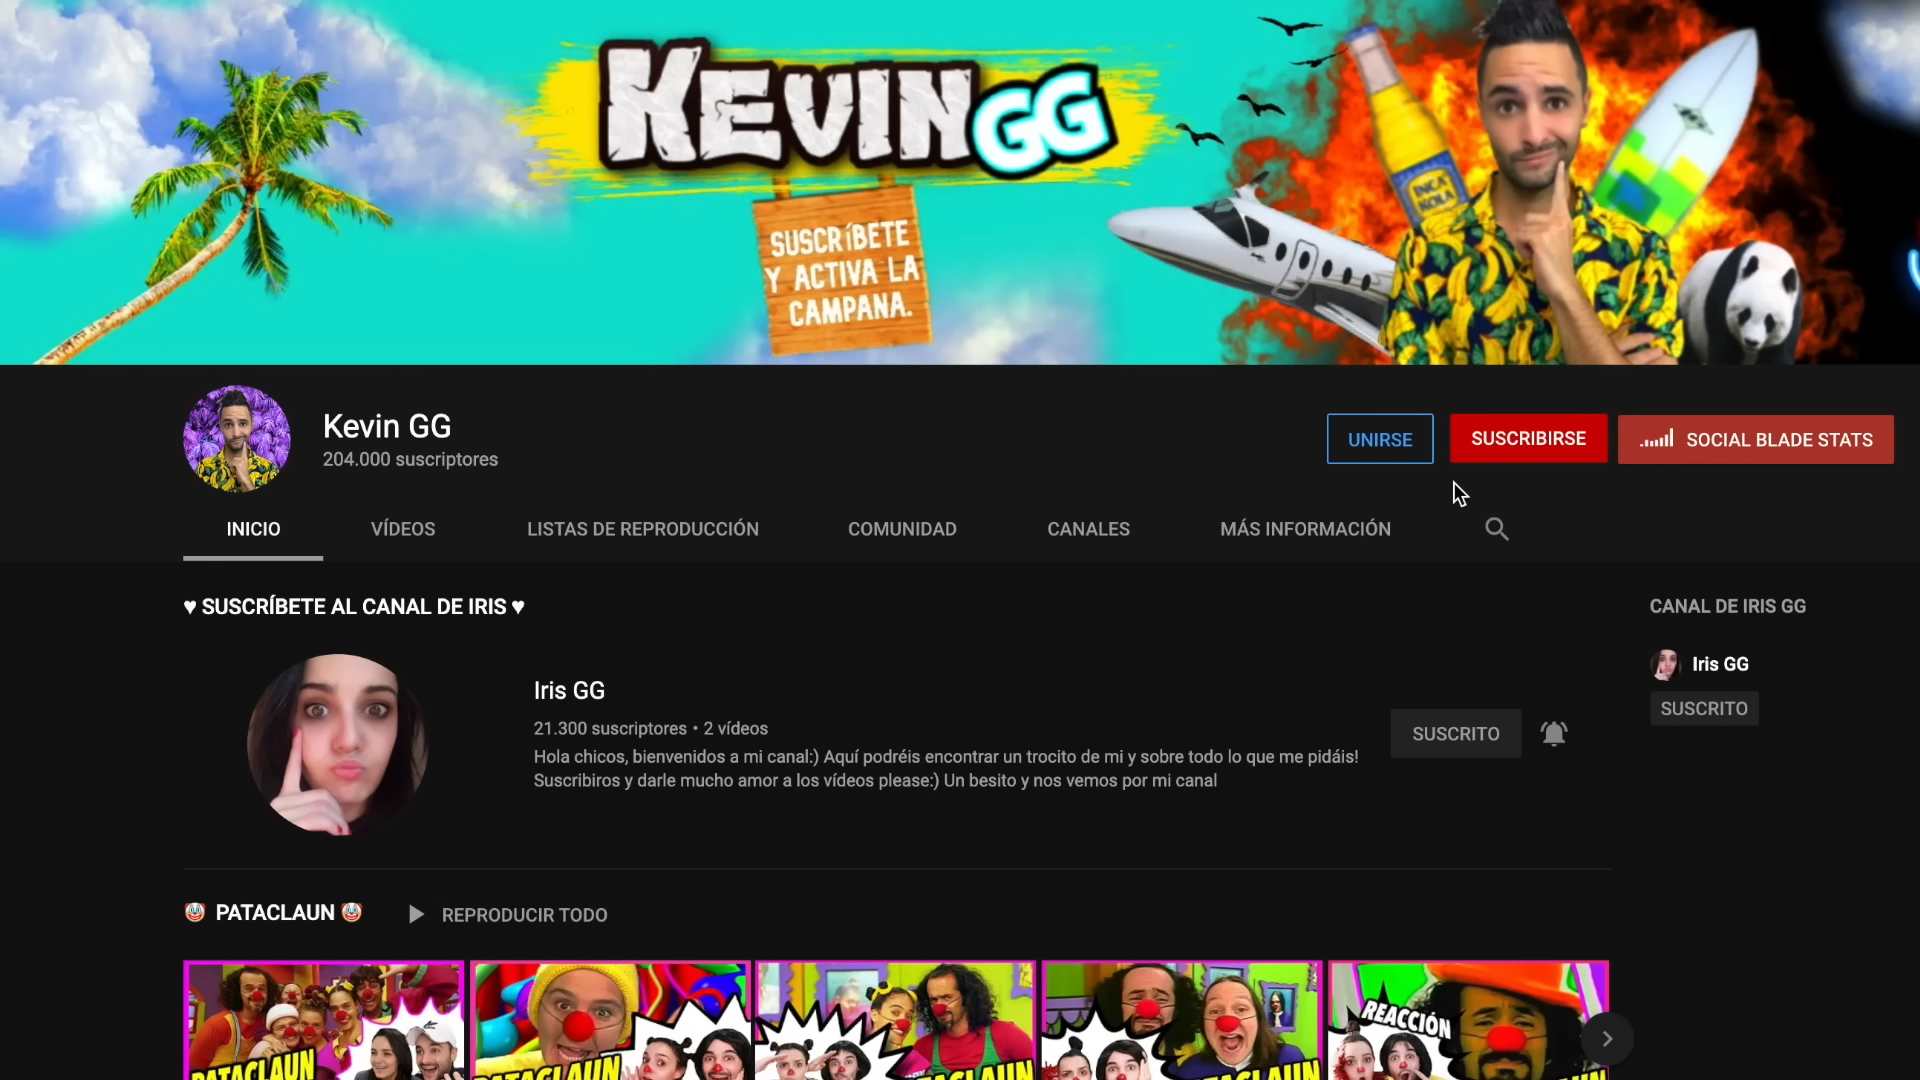 KEVIN GG
SUSCRÍBETE
Y ACTIVA LA
CAMPANA.
INCA
KOLA
Kevin GG
204.000 suscriptores
UNIRSE
SUSCRIBIRSE
SOCIAL BLADE STATS
INICIO
VÍDEOS
LISTAS DE REPRODUCCIÓN
COMUNIDAD
CANALES
MÁS INFORMACIÓN
♥ SUSCRÍBETE AL CANAL DE IRIS ♥
CANAL DE IRIS GG
Iris GG
SUSCRITO
Iris GG
21.300 suscriptores • 2 vídeos
Hola chicos, bienvenidos a mi canal:) Aquí podréis encontrar un trocito de mi y sobre todo lo que me pidáis!
Suscribiros y darle mucho amor a los vídeos please:) Un besito y nos vemos por mi canal
SUSCRITO
🤡 PATACLAUN 🤡
REPRODUCIR TODO
PATACLAUN
PATACLAUN
REACCIÓN